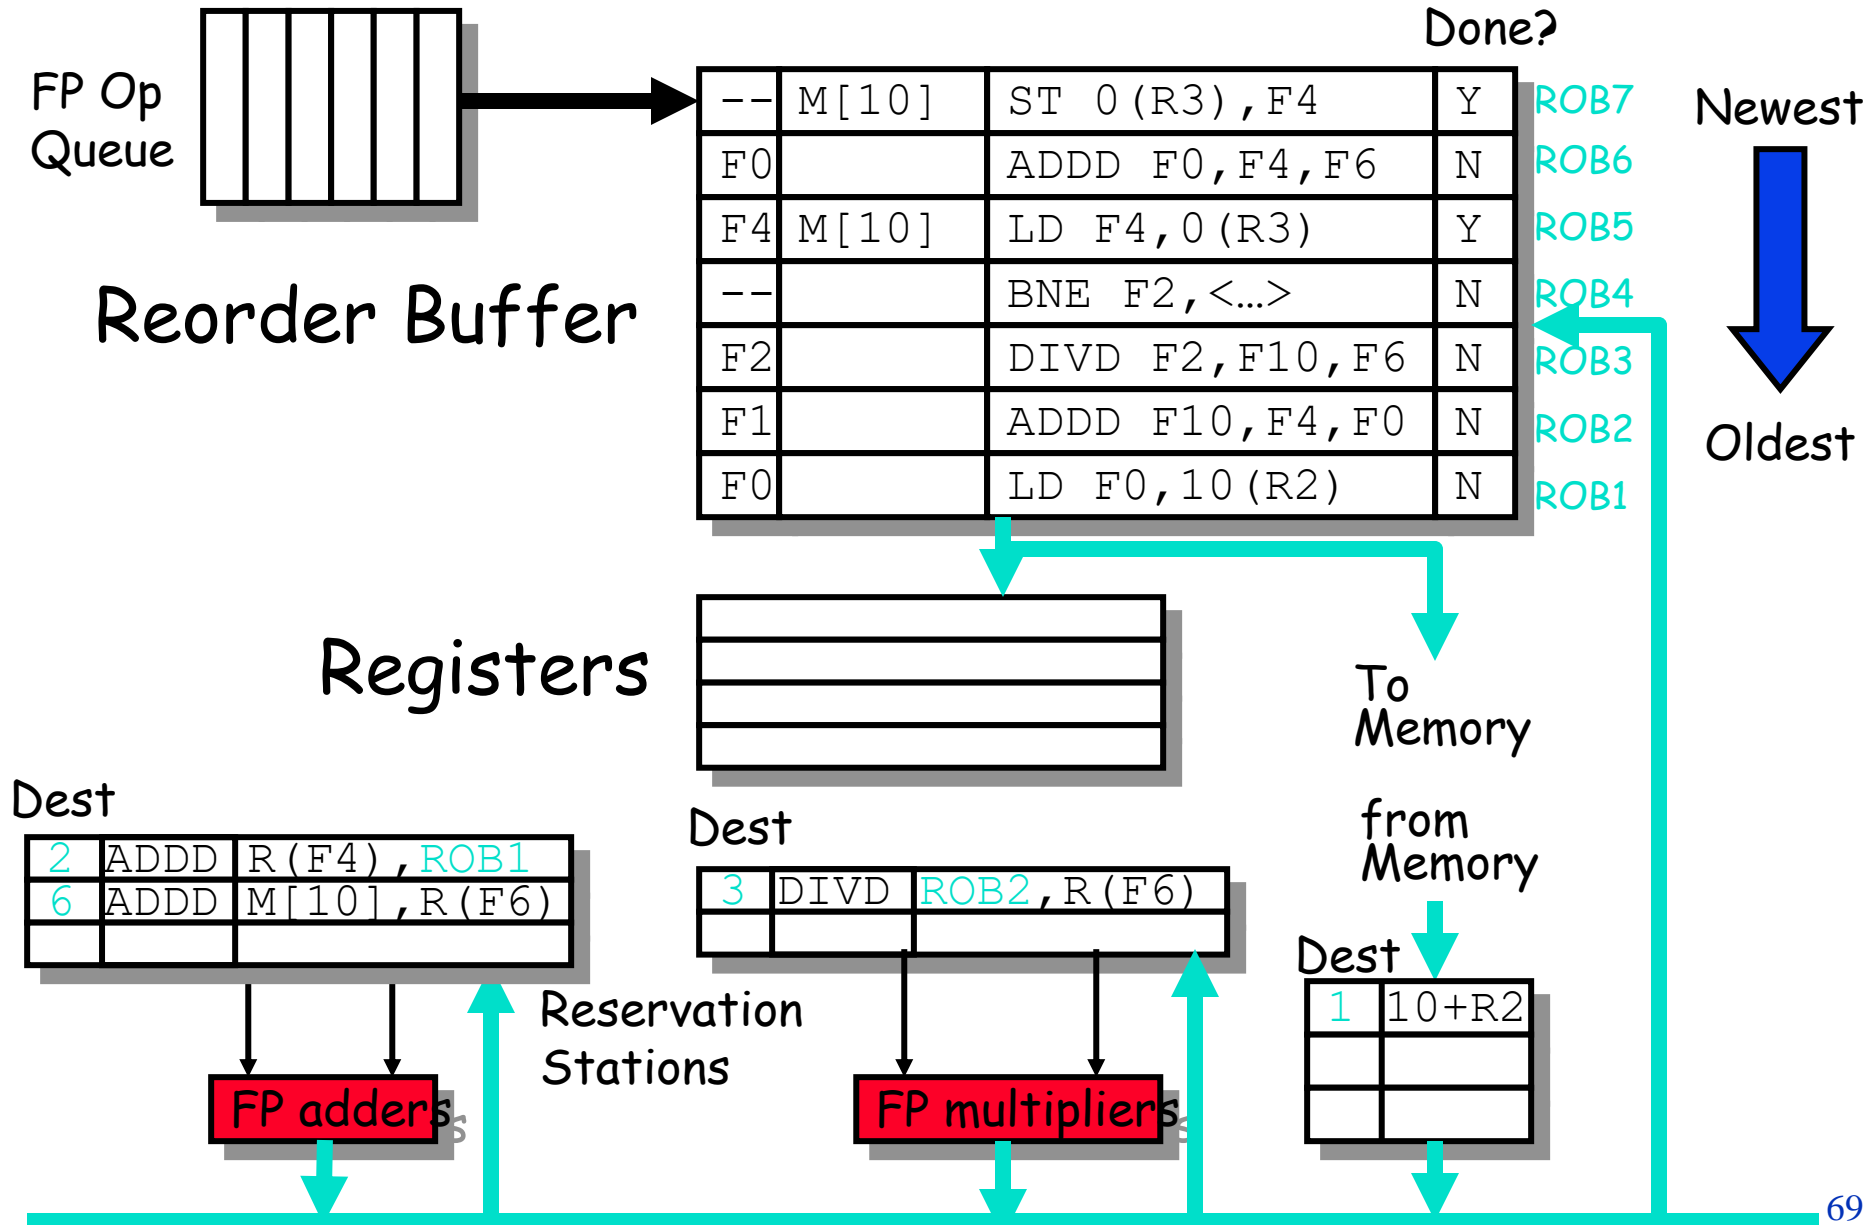 Done?
FP Op
Queue
-- M[10] ST 0(R3),F4 Y ROB7
F0 ADDD F0,F4,F6 N ROB6
F4 M[10] LD F4,0(R3) Y ROB5
-- BNE F2,<…> N ROB4
F2 DIVD F2,F10,F6 N ROB3
F1 ADDD F10,F4,F0 N ROB2
F0 LD F0,10(R2) N ROB1
Newest
Oldest
Reorder Buffer
Registers
To
Memory
from
Memory
Dest
2 ADDD R(F4),ROB1
6 ADDD M[10],R(F6)
Dest
3 DIVD ROB2,R(F6)
Dest
1 10+R2
Reservation
Stations
FP adders
FP multipliers
69